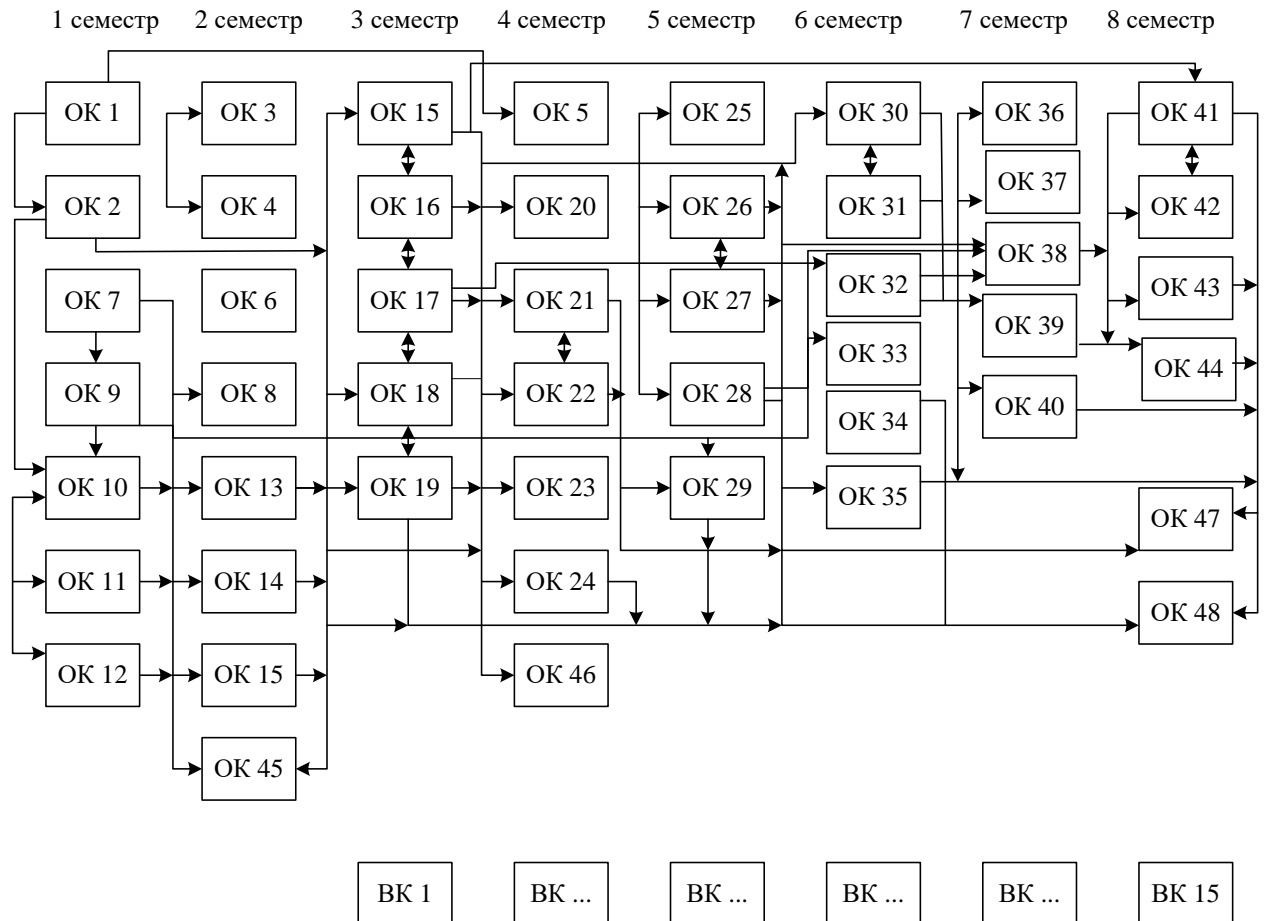 1 семестр 2 семестр 3 семестр 4 семестр 5 семестр 6 семестр 7 семестр 8 семестр
ОК 1 ОК 3 ОК 15 ОК 5 ОК 25 ОК 30 ОК 36 ОК 41
ОК 37
ОК 2 ОК 4 ОК 16 ОК 20 ОК 26 ОК 31 ОК 42
ОК 38
ОК 7 ОК 6 ОК 17 ОК 21 ОК 27 ОК 32 ОК 43
ОК 39
ОК 33
ОК 9 ОК 8 ОК 18 ОК 22 ОК 28 ОК 44
ОК 40
ОК 34
ОК 10 ОК 13 ОК 19 ОК 23 ОК 29
ОК 35
ОК 47
ОК 11 ОК 14 ОК 24
ОК 48
ОК 12 ОК 15 ОК 46
ОК 45
ВК 1 ВК ... ВК ... ВК ... ВК ... ВК 15